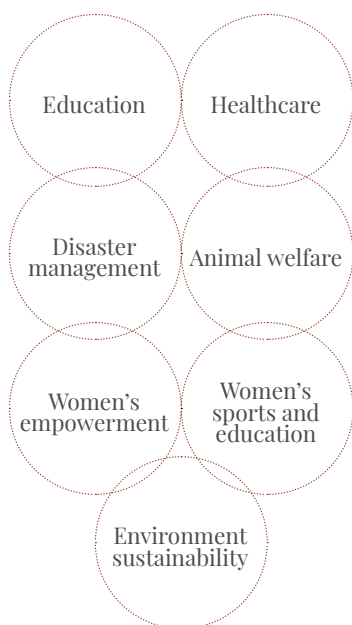 Education
Healthcare
Disaster
management
Animal welfare
Women’s
empowerment
Women’s
sports and
education
Environment
sustainability